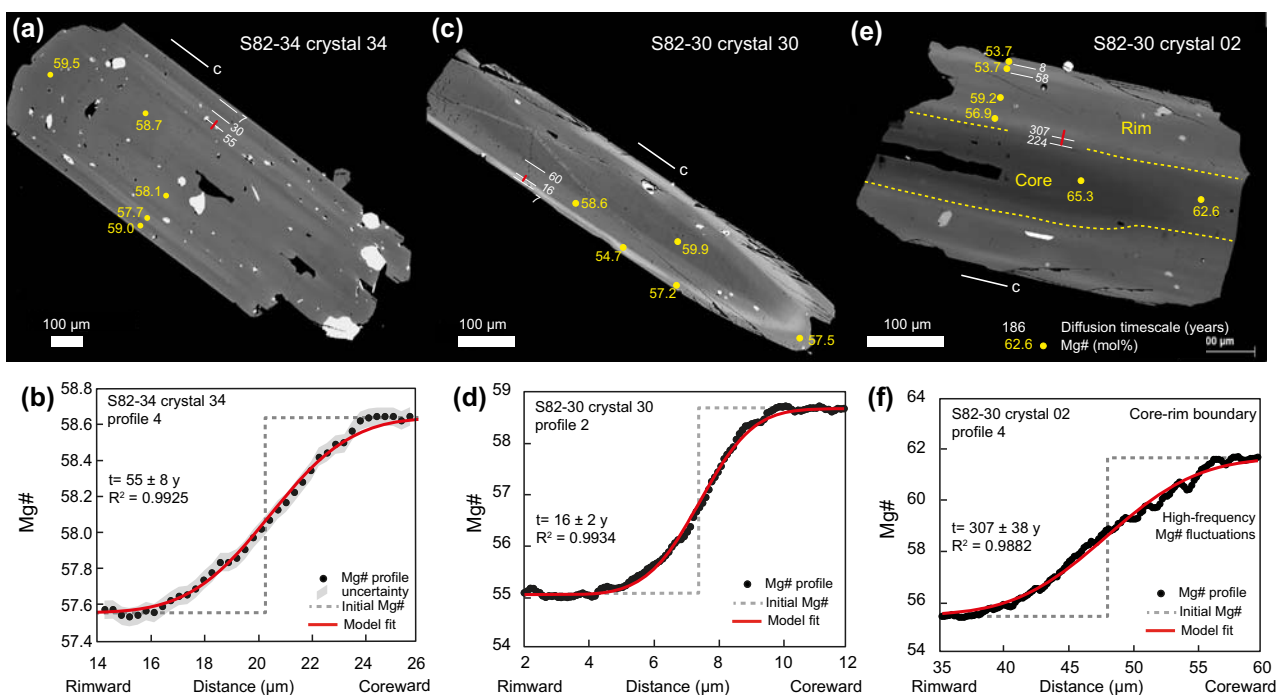 (a)
S82-34 crystal 34
C
59.5
58.7
7
30
55
58.1
57.7
59.0
100 µm
(c)
S82-30 crystal 30
C
60
16
7
58.6
59.9
54.7
57.2
57.5
100 µm
(e)
S82-30 crystal 02
53.7
8
53.7
58
59.2
56.9
307
224
Rim
Core
65.3
62.6
C
186 Diffusion timescale (years)
62.6 Mg# (mol%)
00 µm
(b)
S82-34 crystal 34
profile 4
t= 55 ± 8 y
R² = 0.9925
Mg# profile
uncertainty
Initial Mg#
Model fit
Mg#
58.8
58.6
58.4
58.2
58.0
57.8
57.6
57.4
14 16 18 20 22 24 26
Rimward Distance (µm) Coreward
(d)
S82-30 crystal 30
profile 2
t= 16 ± 2 y
R² = 0.9934
Mg# profile
Initial Mg#
Model fit
Mg#
59
58
57
56
55
54
2 4 6 8 10 12
Rimward Distance (µm) Coreward
(f)
S82-30 crystal 02
profile 4
Core-rim boundary
t= 307 ± 38 y
R² = 0.9882
High-frequency
Mg# fluctuations
Mg# profile
Initial Mg#
Model fit
Mg#
64
62
60
58
56
54
35 40 45 50 55 60
Rimward Distance (µm) Coreward